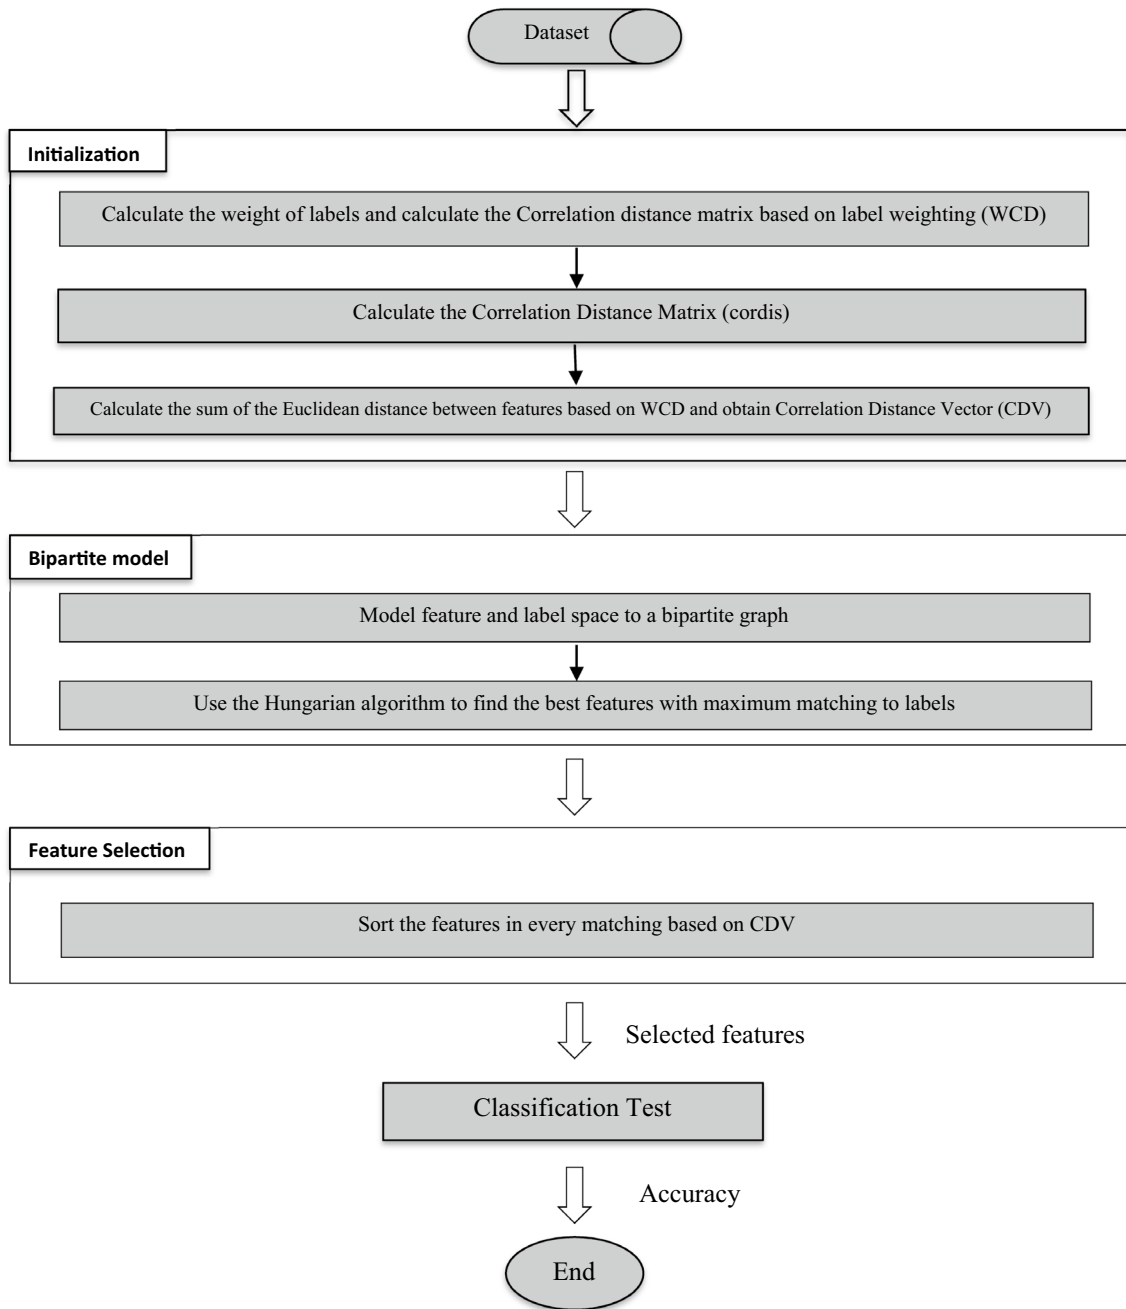 Dataset
Initialization
Calculate the weight of labels and calculate the Correlation distance matrix based on label weighting (WCD)
Calculate the Correlation Distance Matrix (cordis)
Calculate the sum of the Euclidean distance between features based on WCD and obtain Correlation Distance Vector (CDV)
Bipartite model
Model feature and label space to a bipartite graph
Use the Hungarian algorithm to find the best features with maximum matching to labels
Feature Selection
Sort the features in every matching based on CDV
Selected features
Classification Test
Accuracy
End